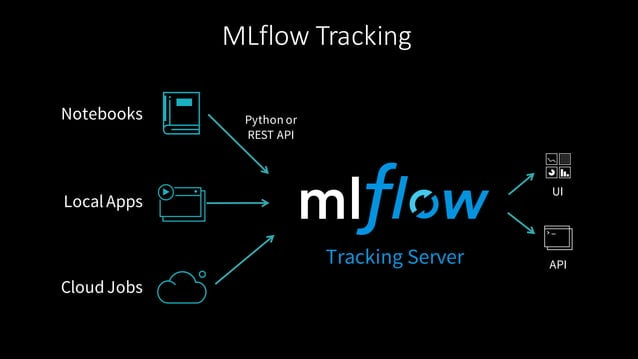 MLflow Tracking
Notebooks
Python or
REST API
Local Apps
mlflow
UI
Tracking Server
API
Cloud Jobs